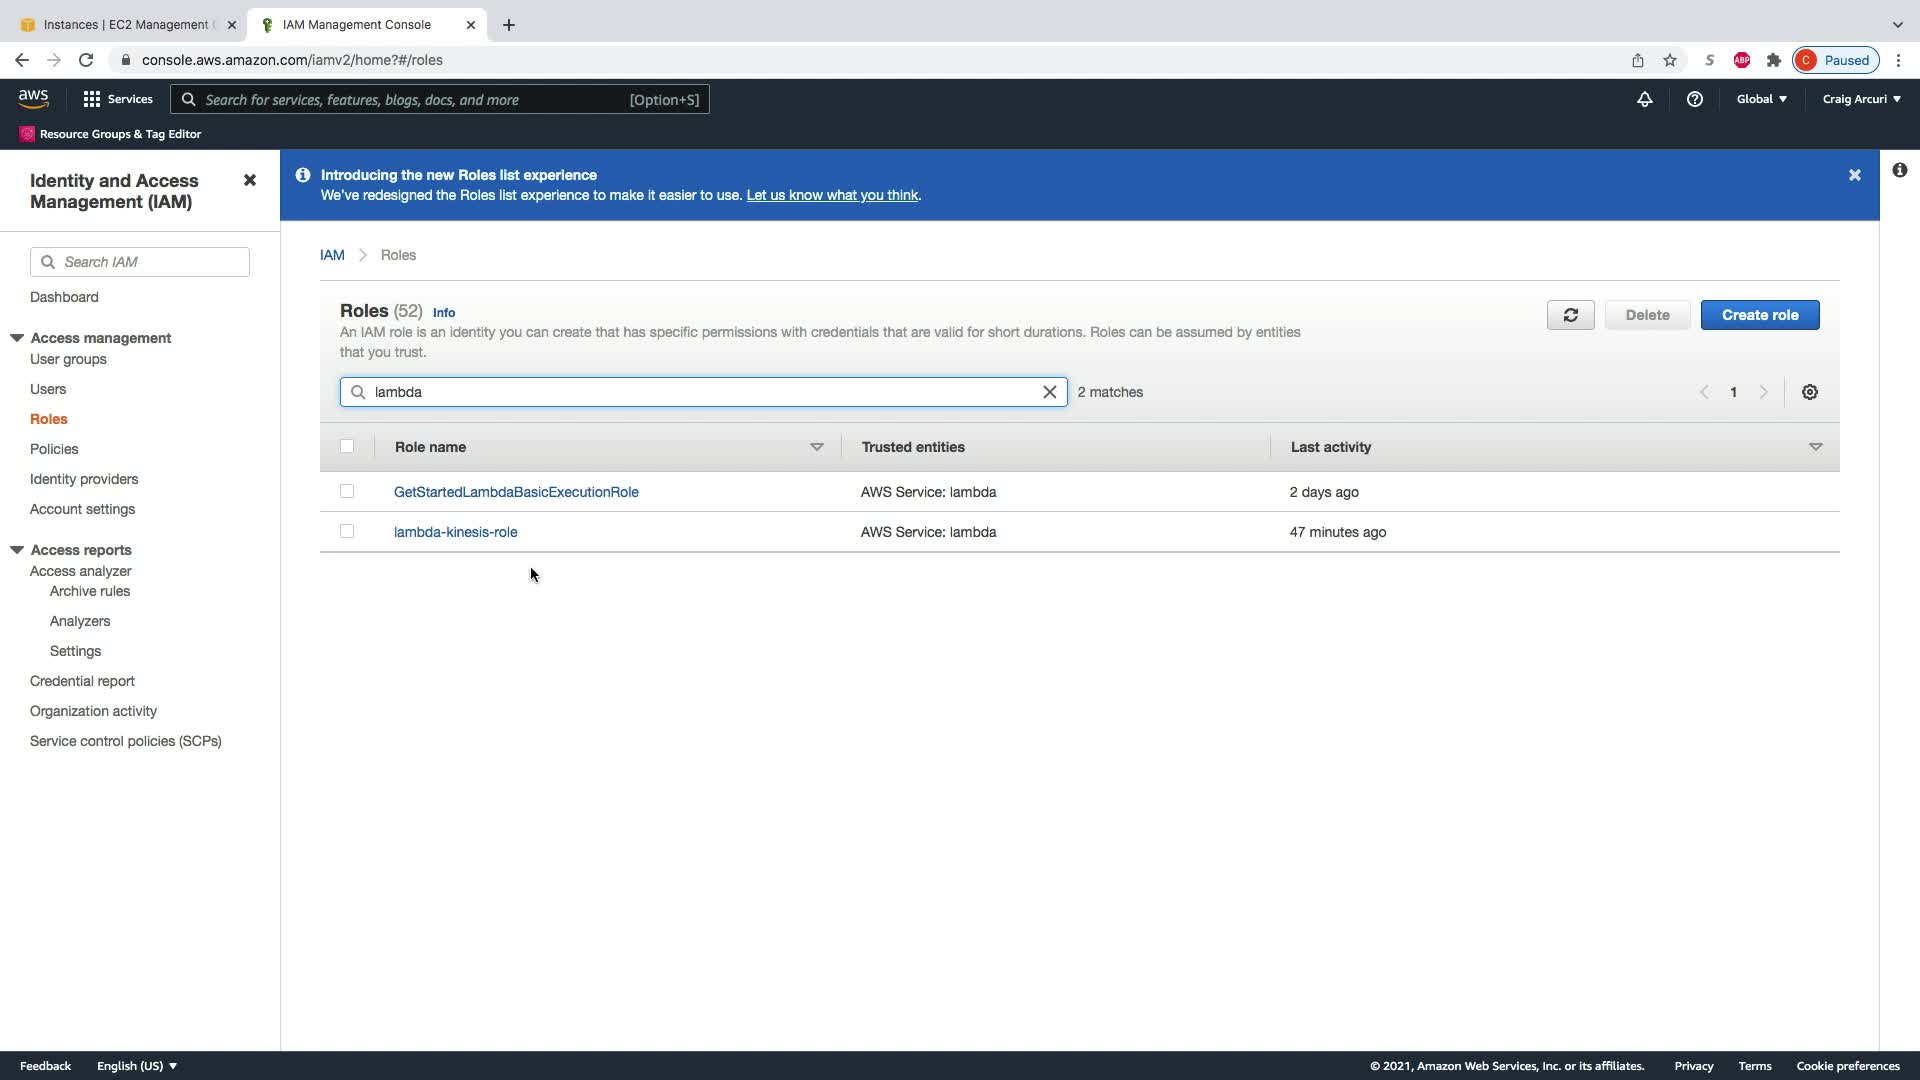 Instances | EC2 Management
IAM Management Console
console.aws.amazon.com/iamv2/home?#/roles
S
ABP
C
Paused
aws
Services
Search for services, features, blogs, docs, and more
[Option+S]
Global
Craig Arcuri
Resource Groups & Tag Editor
Identity and Access
Management (IAM)
Search IAM
Dashboard
Access management
User groups
Users
Roles
Policies
Identity providers
Account settings
Access reports
Access analyzer
Archive rules
Analyzers
Settings
Credential report
Organization activity
Service control policies (SCPs)
Introducing the new Roles list experience
We've redesigned the Roles list experience to make it easier to use. Let us know what you think.
IAM
Roles
Roles (52) Info
An IAM role is an identity you can create that has specific permissions with credentials that are valid for short durations. Roles can be assumed by entities
that you trust.
Delete
Create role
lambda
2 matches
1
Role name
Trusted entities
Last activity
GetStartedLambdaBasicExecutionRole
AWS Service: lambda
2 days ago
lambda-kinesis-role
AWS Service: lambda
47 minutes ago
Feedback
English (US)
© 2021, Amazon Web Services, Inc. or its affiliates.
Privacy
Terms
Cookie preferences